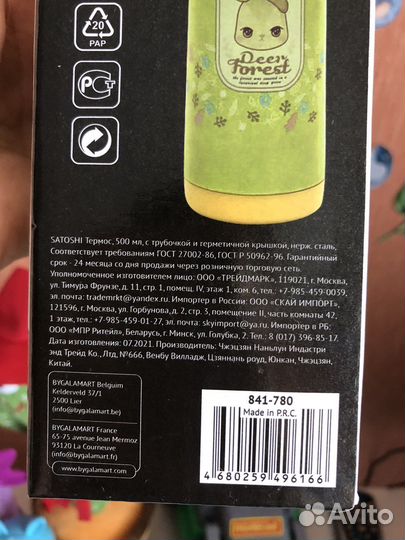 20
PAP
Deer
Forest
SATOSHI Термос, 500 мл, с трубочкой и герметичной крышкой, нерж. сталь,
Соответствует требованиям ГОСТ 27002-86, ГОСТ Р 50962-96. Гарантийный
срок - 24 месяца со дня продажи через розничную торговую сеть.
Уполномоченное изготовителем лицо: ООО «ТРЕЙДМАРК», 119021, г. Москва,
ул. Тимура Фрунзе, д. 11, стр. 1, помещ. IV, этаж 1, ком. 6, тел.: +7-985-459-0039,
эл.почта: trademrkt@yandex.ru. Импортер в России: ООО «СКАЙ ИМПОРТ»,
121596, г. Москва, ул. Горбунова, д. 2, стр. 3, помещение II, часть комнаты 42,
1 этаж, т.: +7-985-459-01-27, эл.почта: skyimport@ya.ru. Импортер в РБ:
ООО «МПР Ритейл», Беларусь, г. Минск, ул. Голубка, 2. Тел.: 8 (017) 396-85-17.
Дата изготовления: 07.2021. Производитель: Чжэцзян Наньлун Индастри
энд Трейд Ко., Лтд, №666, Венбу Вилладж, Цзяннань роуд, Юнкан, Чжэцзян,
Китай.
BYGALAMART Belguim
Kelderveld 37/1
2500 Lier
(info@bygalamart.be)
BYGALAMART France
65-75 avenue Jean Mermoz
93120 La Courneuve
(info@bygalamart.fr)
www.bygalamart.com
841-780
Made in P.R.C.
4 680259 496166
Avito